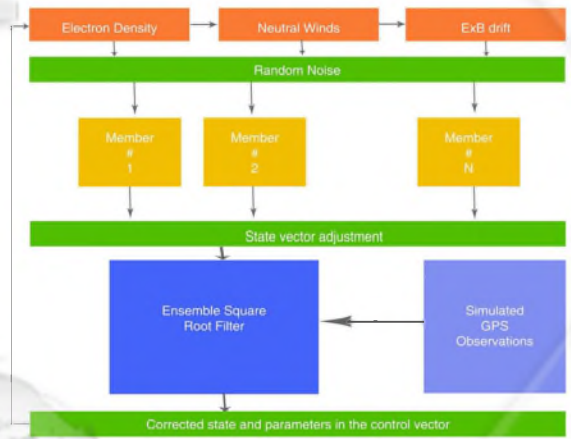 Electron Density
Neutral Winds
ExB drift
Random Noise
Member
#
1
Member
#
2
Member
#
N
State vector adjustment
Ensemble Square
Root Filter
Simulated
GPS
Observations
Corrected state and parameters in the control vector